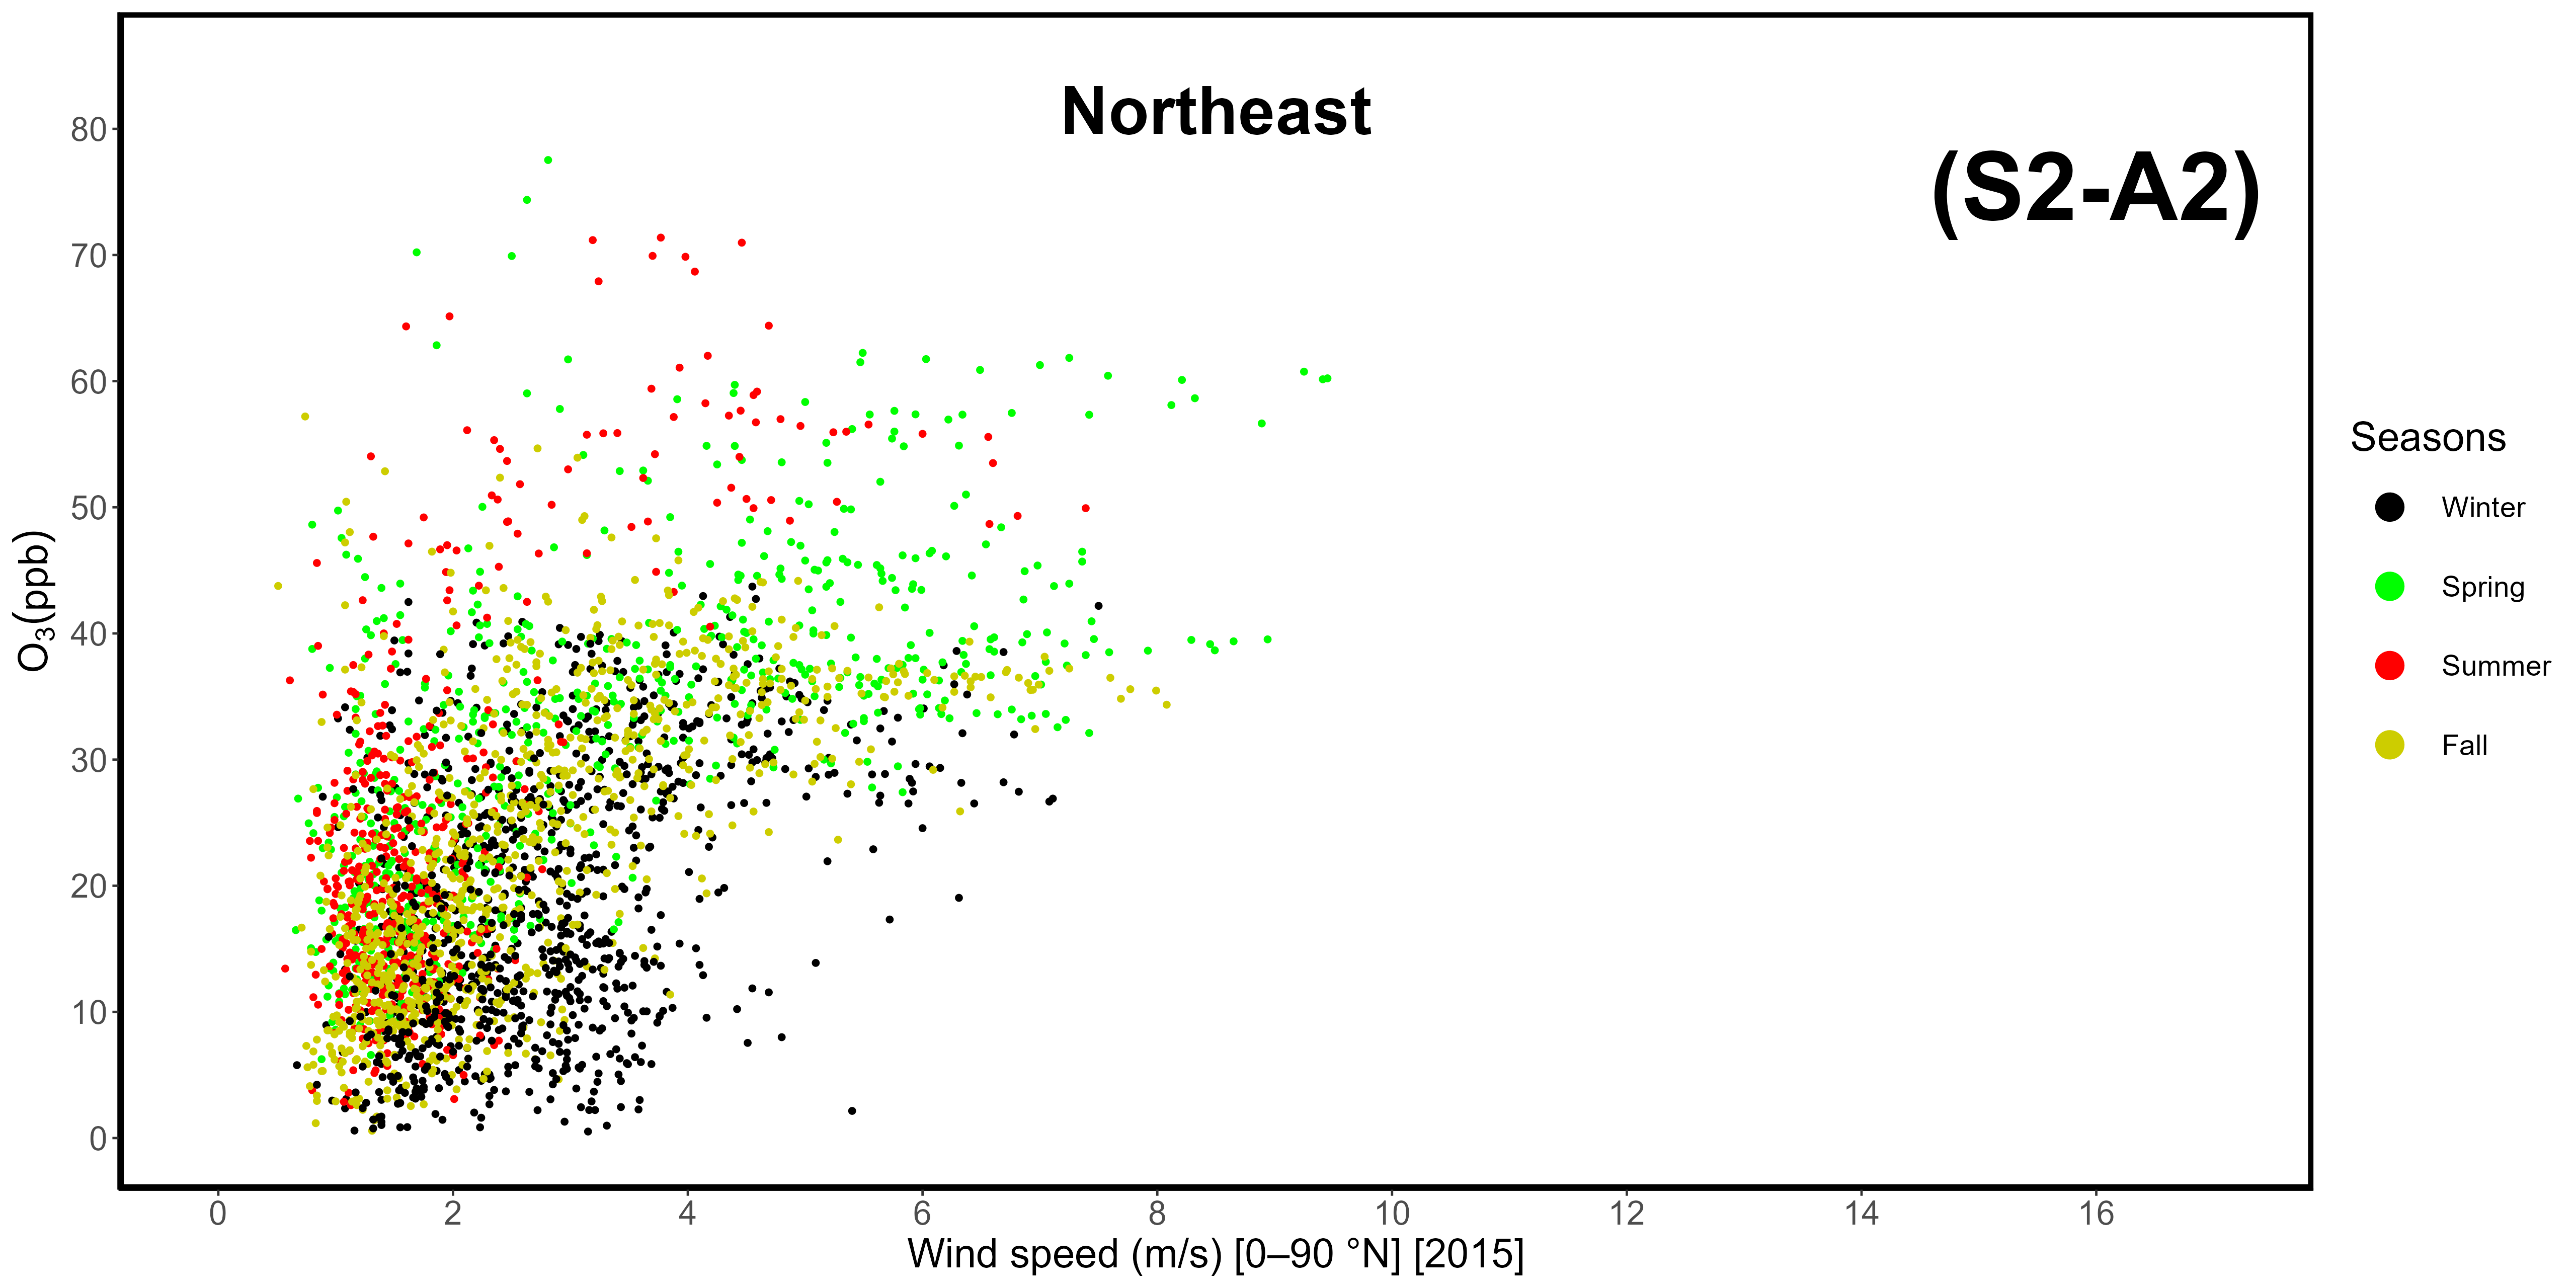 Northeast
(S2-A2)
80
70
60
50
40
30
20
10
0
O₃(ppb)
0 2 4 6 8 10 12 14 16
Wind speed (m/s) [0–90 °N] [2015]
Seasons
Winter
Spring
Summer
Fall